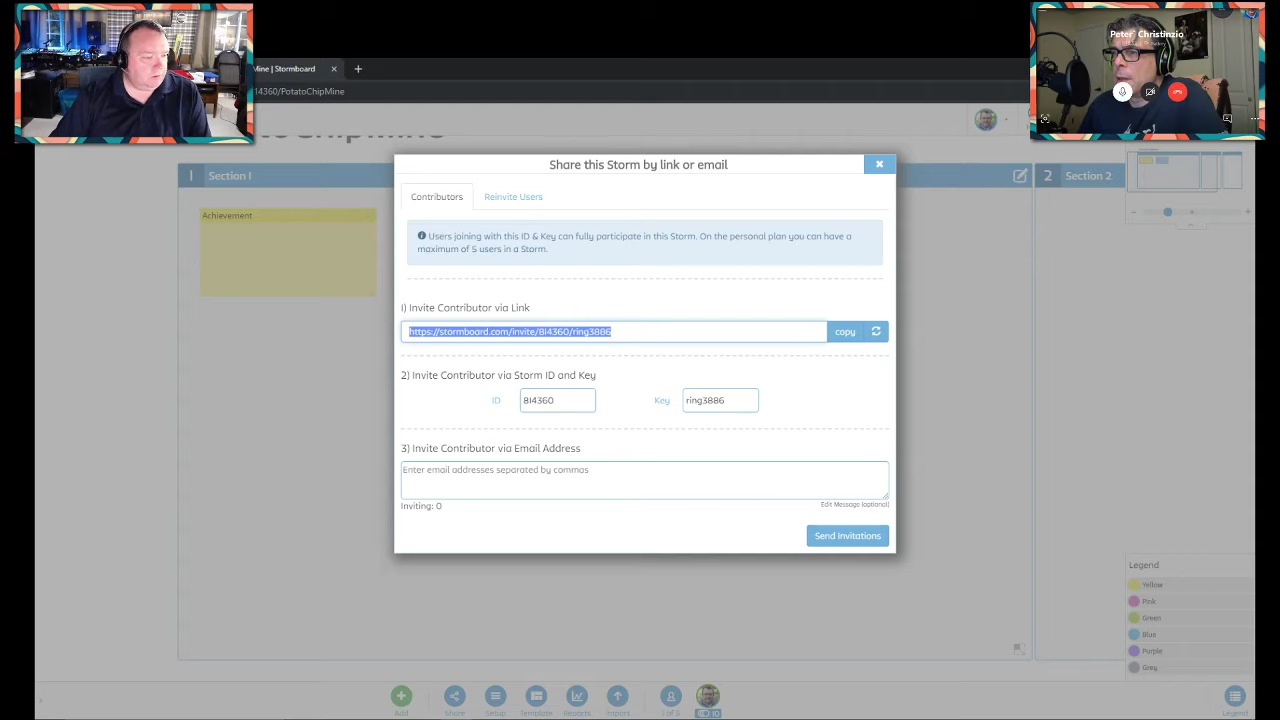 Peter Christinzio
Mine | Stormboard
14360/PotatoChipMine
Share this Storm by link or email
1 Section 1
2 Section 2
Contributors
Reinvite Users
Achievement
Users joining with this ID & Key can fully participate in this Storm. On the personal plan you can have a
maximum of 5 users in a Storm.
1) Invite Contributor via Link
https://stormboard.com/invite/814360/ring3886
copy
2) Invite Contributor via Storm ID and Key
ID
814360
Key
ring3886
3) Invite Contributor via Email Address
Enter email addresses separated by commas
Inviting: 0
Edit Message (optional)
Send Invitations
Legend
Yellow
Pink
Green
Blue
Purple
Grey
Add
Share
Setup
Template
Reports
Import
1 of 5
10
Legend